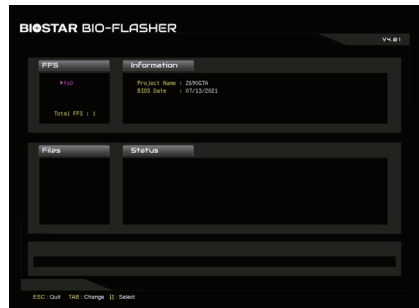 BIOSTAR BIO-FLASHER
V4.01
FFS
Information
▶fs0
Project Name : Z690GTA
BIOS Date : 07/13/2021
Total FFS : 1
Files
Status
ESC : Quit TAB : Change ↕ : Select